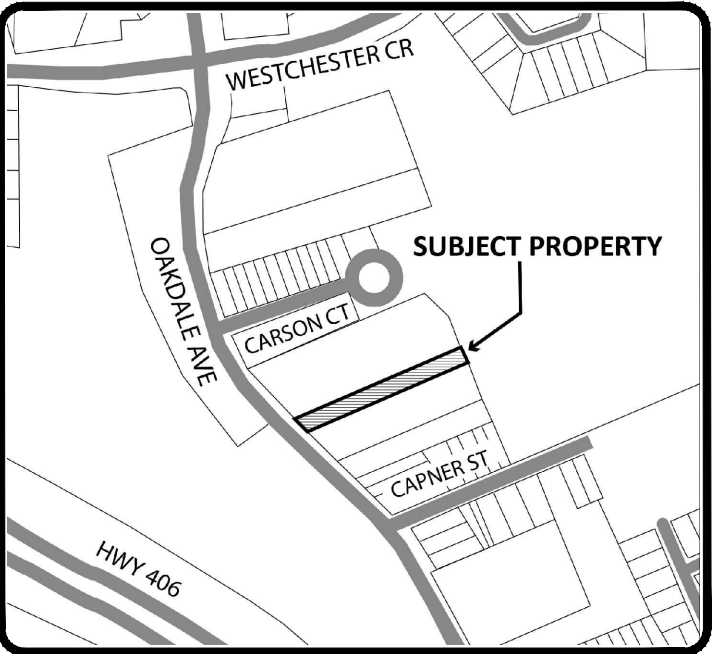 WESTCHESTER CR
SUBJECT PROPERTY
OAKDALE AVE
CARSON CT
CAPNER ST
HWY 406